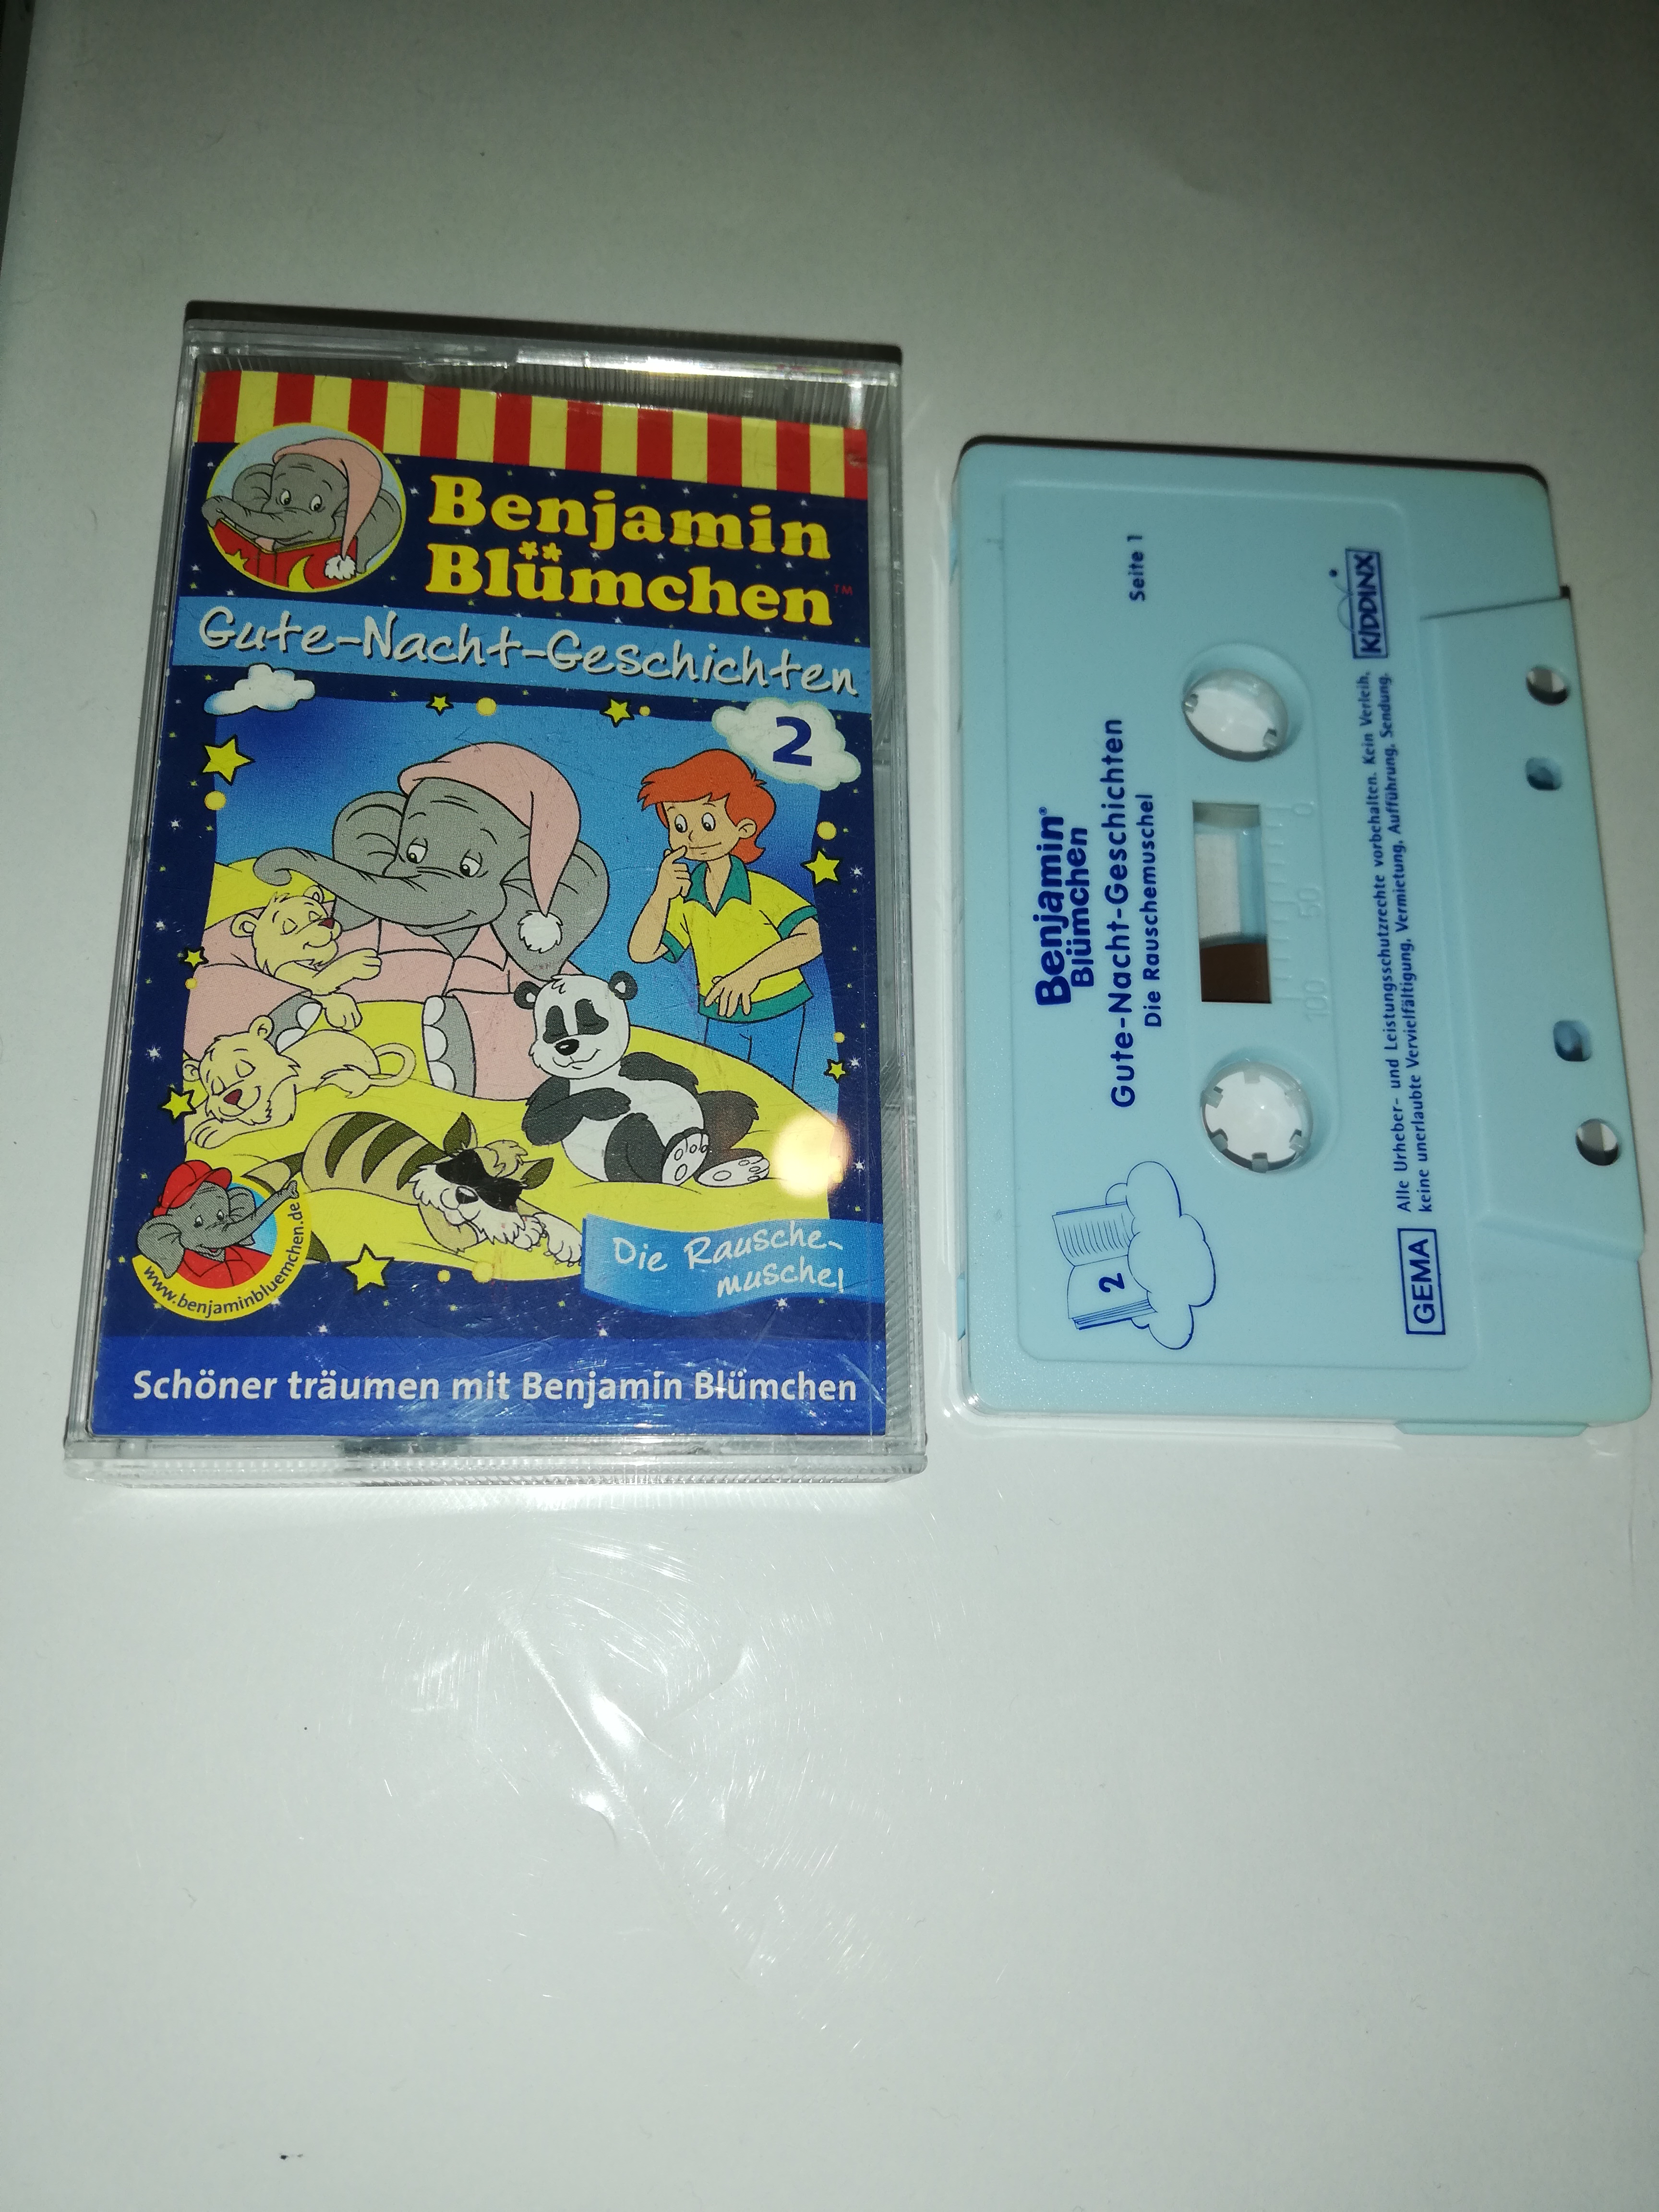 Benjamin
Blümchen™
Gute-Nacht-Geschichten
2
www.benjaminbluemchen.de
Die Rausche-
muschel
Schöner träumen mit Benjamin Blümchen
Seite 1
Benjamin®
Blümchen
Gute-Nacht-Geschichten
Die Rauschemuschel
2
100 50 0
GEMA
Alle Urheber- und Leistungsschutzrechte vorbehalten. Kein Verleih,
keine unerlaubte Vervielfältigung, Vermietung, Aufführung, Sendung.
KIDDINX